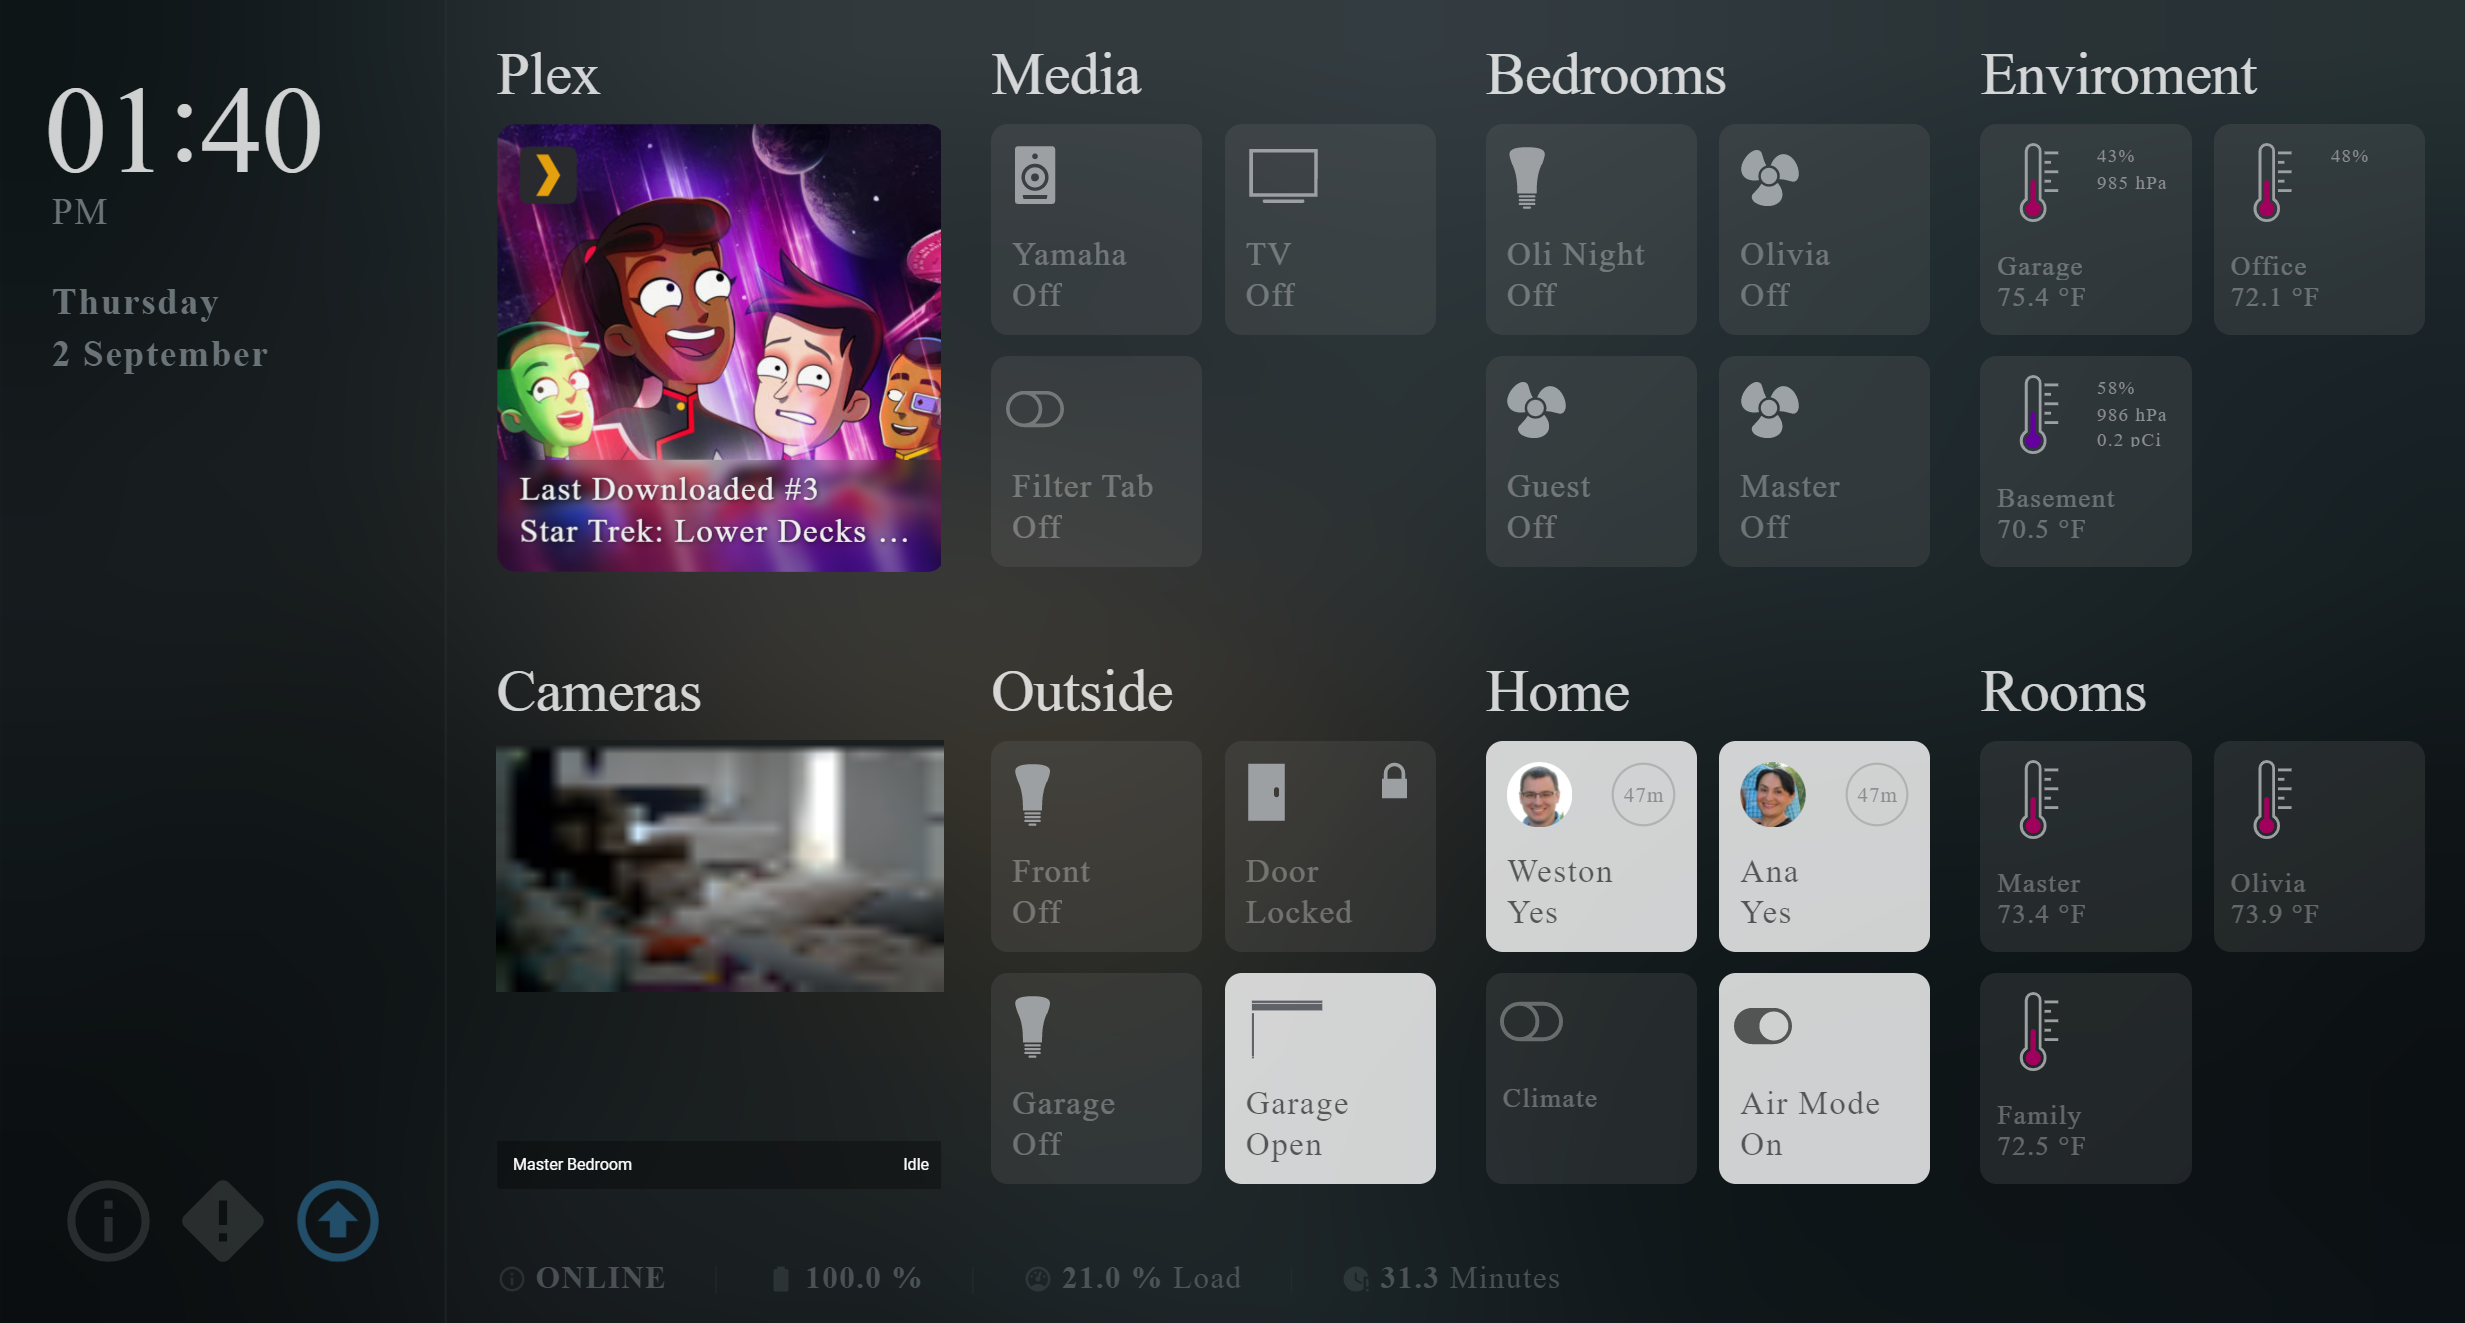 01:40
PM
Thursday
2 September
Plex
Last Downloaded #3
Star Trek: Lower Decks ...
Media
Yamaha
Off
TV
Off
Filter Tab
Off
Bedrooms
Oli Night
Off
Olivia
Off
Guest
Off
Master
Off
Enviroment
43%
985 hPa
Garage
75.4 °F
48%
Office
72.1 °F
58%
986 hPa
0.2 pCi
Basement
70.5 °F
Cameras
Master Bedroom
Idle
Outside
Front
Off
Door
Locked
Garage
Off
Garage
Open
Home
47m
Weston
Yes
47m
Ana
Yes
Climate
Air Mode
On
Rooms
Master
73.4 °F
Olivia
73.9 °F
Family
72.5 °F
ONLINE
100.0 %
21.0 % Load
31.3 Minutes